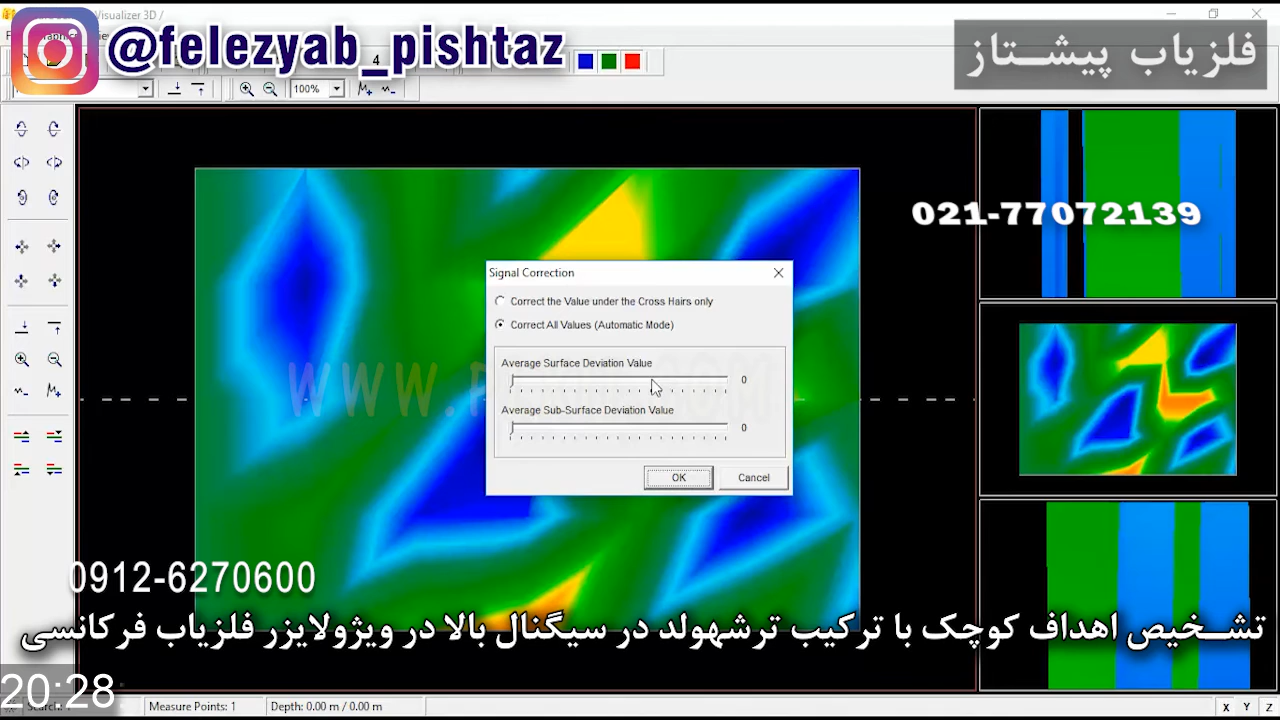 Visualizer 3D /
@felezyab_pishtaz
فلزیاب پیشـتاز
4
100%
021-77072139
Signal Correction
Correct the Value under the Cross Hairs only
Correct All Values (Automatic Mode)
Average Surface Deviation Value
0
Average Sub-Surface Deviation Value
0
OK
Cancel
0912-6270600
تشـخیص اهداف کوچک با ترکیب ترشهولد در سیگنال بالا در ویژولایزر فلزیاب فرکانسی
20:28
Measure Points: 1
Depth: 0.00 m / 0.00 m
X Y Z